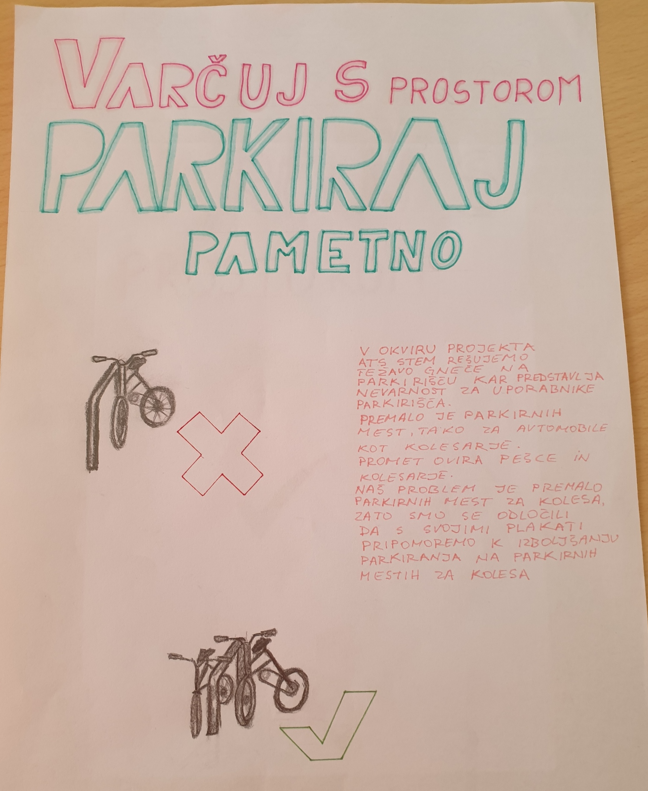 VARČUJ S PROSTOROM
PARKIRAJ
PAMETNO
V OKVIRU PROJEKTA
ATS STEM REŠUJEMO
TEŽAVO GNEČE NA
PARKIRIŠČU KAR PREDSTAVLJA
NEVARNOST ZA UPORABNIKE
PARKIRIŠČA.
PREMALO JE PARKIRNIH
MEST, TAKO ZA AVTOMOBILE
KOT KOLESARJE.
PROMET OVIRA PEŠCE IN
KOLESARJE.
NAŠ PROBLEM JE PREMALO
PARKIRNIH MEST ZA KOLESA,
ZATO SMO SE ODLOČILI
DA S SVOJIMI PLAKATI
PRIPOMOREMO K IZBOLJŠANJU
PARKIRANJA NA PARKIRNIH
MESTIH ZA KOLESA